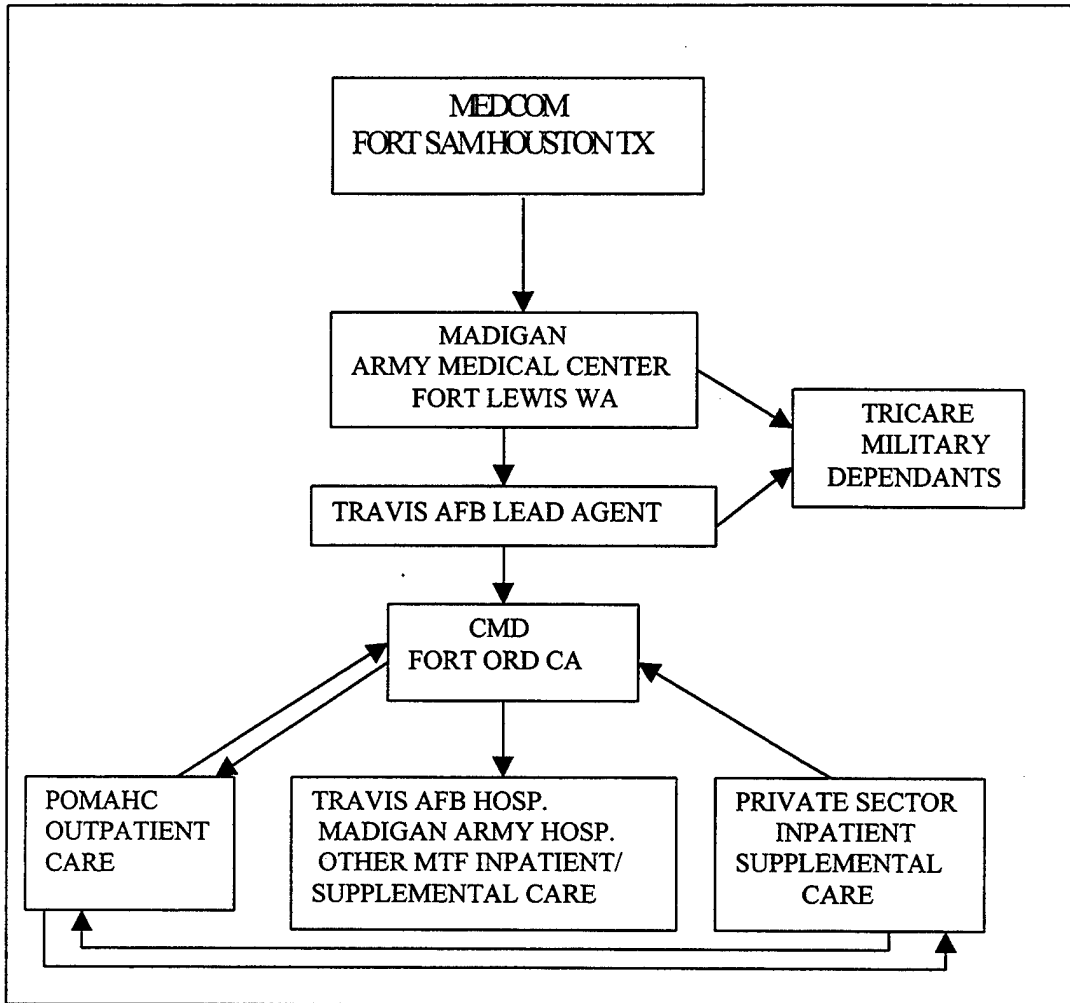 MEDCOM
FORT SAM HOUSTON TX
MADIGAN
ARMY MEDICAL CENTER
FORT LEWIS WA
TRICARE
MILITARY
DEPENDANTS
TRAVIS AFB LEAD AGENT
CMD
FORT ORD CA
POMAHC
OUTPATIENT
CARE
TRAVIS AFB HOSP.
MADIGAN ARMY HOSP.
OTHER MTF INPATIENT/
SUPPLEMENTAL CARE
PRIVATE SECTOR
INPATIENT
SUPPLEMENTAL
CARE